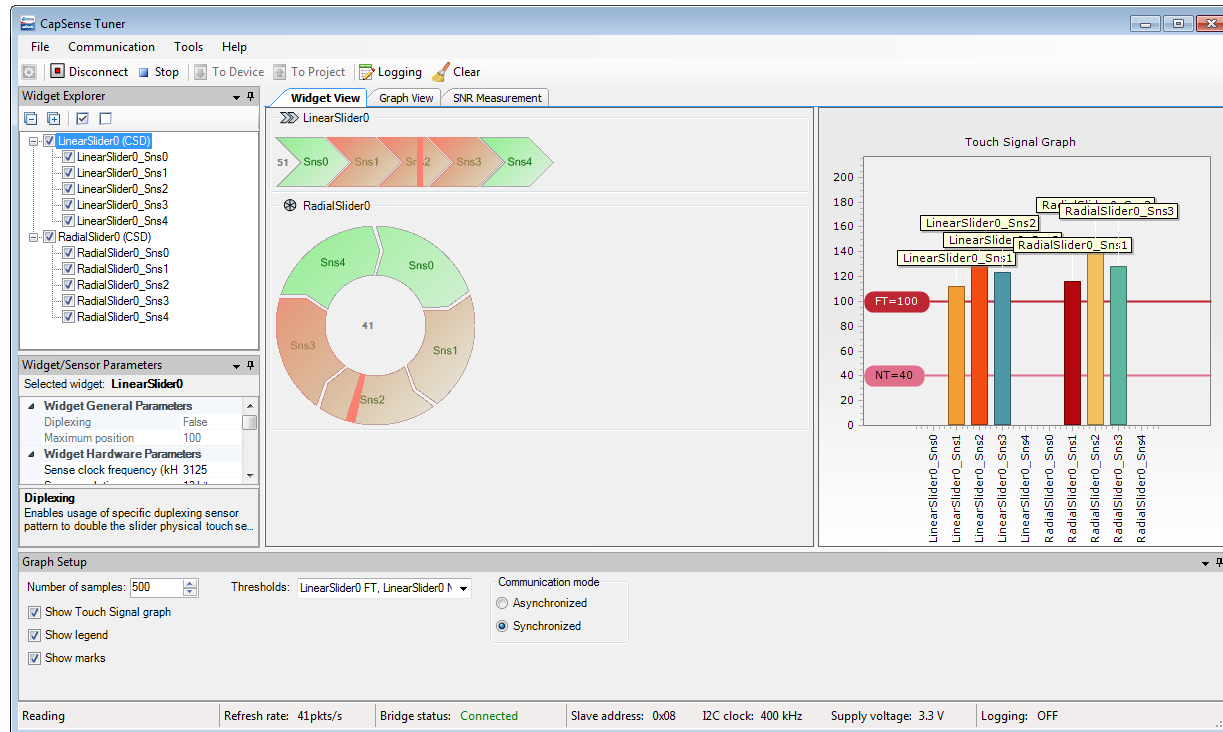 CapSense Tuner
File Communication Tools Help
Disconnect Stop To Device To Project Logging Clear
Widget Explorer
LinearSlider0 (CSD)
LinearSlider0_Sns0
LinearSlider0_Sns1
LinearSlider0_Sns2
LinearSlider0_Sns3
LinearSlider0_Sns4
RadialSlider0 (CSD)
RadialSlider0_Sns0
RadialSlider0_Sns1
RadialSlider0_Sns2
RadialSlider0_Sns3
RadialSlider0_Sns4
Widget/Sensor Parameters
Selected widget: LinearSlider0
Widget General Parameters
Diplexing False
Maximum position 100
Widget Hardware Parameters
Sense clock frequency (kH 3125
Diplexing
Enables usage of specific duplexing sensor
pattern to double the slider physical touch se...
Widget View Graph View SNR Measurement
LinearSlider0
51 Sns0 Sns1 Sns3 Sns4
RadialSlider0
Sns4 Sns0
41
Sns3 Sns1
Sns2
Touch Signal Graph
200
180
160
140
120
100
80
60
40
20
0
RadialSlider0_Sns3
LinearSlider0_Sns2
RadialSlider0_Sns1
LinearSlider0_Sns1
FT=100
NT=40
LinearSlider0_Sns0
LinearSlider0_Sns1
LinearSlider0_Sns2
LinearSlider0_Sns3
LinearSlider0_Sns4
RadialSlider0_Sns0
RadialSlider0_Sns1
RadialSlider0_Sns2
RadialSlider0_Sns3
RadialSlider0_Sns4
Graph Setup
Number of samples: 500 Thresholds: LinearSlider0 FT, LinearSlider0 N
Show Touch Signal graph
Show legend
Show marks
Communication mode
Asynchronized
Synchronized
Reading Refresh rate: 41pkts/s Bridge status: Connected Slave address: 0x08 I2C clock: 400 kHz Supply voltage: 3.3 V Logging: OFF